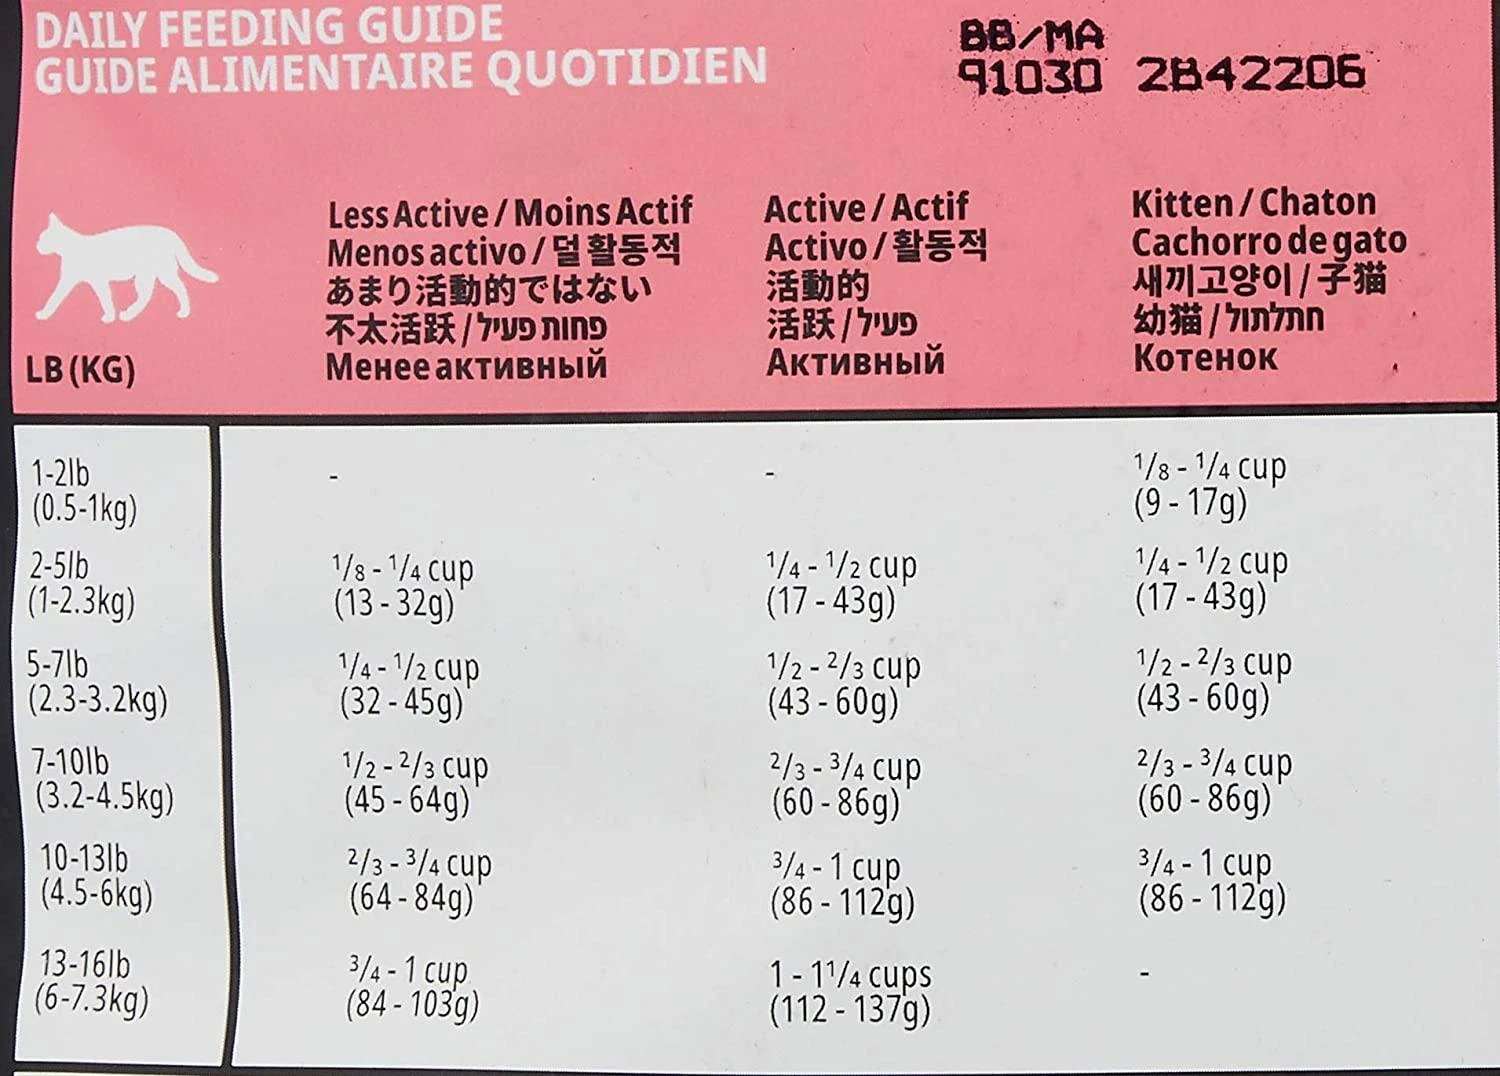 DAILY FEEDING GUIDE
GUIDE ALIMENTAIRE QUOTIDIEN
BB/MA
91030 2B42206
LB (KG)
Less Active / Moins Actif
Menos activo / 덜 활동적
あまり活動的ではない
不太活跃 / פחות פעיל
Менее активный
Active / Actif
Activo / 활동적
活動的
活跃 / פעיל
Активный
Kitten / Chaton
Cachorro de gato
새끼고양이 / 子猫
幼猫 / חתלתול
Котенок
1-2lb - - 1/8 - 1/4 cup
(0.5-1kg) (9 - 17g)
2-5lb 1/8 - 1/4 cup 1/4 - 1/2 cup 1/4 - 1/2 cup
(1-2.3kg) (13 - 32g) (17 - 43g) (17 - 43g)
5-7lb 1/4 - 1/2 cup 1/2 - 2/3 cup 1/2 - 2/3 cup
(2.3-3.2kg) (32 - 45g) (43 - 60g) (43 - 60g)
7-10lb 1/2 - 2/3 cup 2/3 - 3/4 cup 2/3 - 3/4 cup
(3.2-4.5kg) (45 - 64g) (60 - 86g) (60 - 86g)
10-13lb 2/3 - 3/4 cup 3/4 - 1 cup 3/4 - 1 cup
(4.5-6kg) (64 - 84g) (86 - 112g) (86 - 112g)
13-16lb 3/4 - 1 cup 1 - 1 1/4 cups -
(6-7.3kg) (84 - 103g) (112 - 137g)